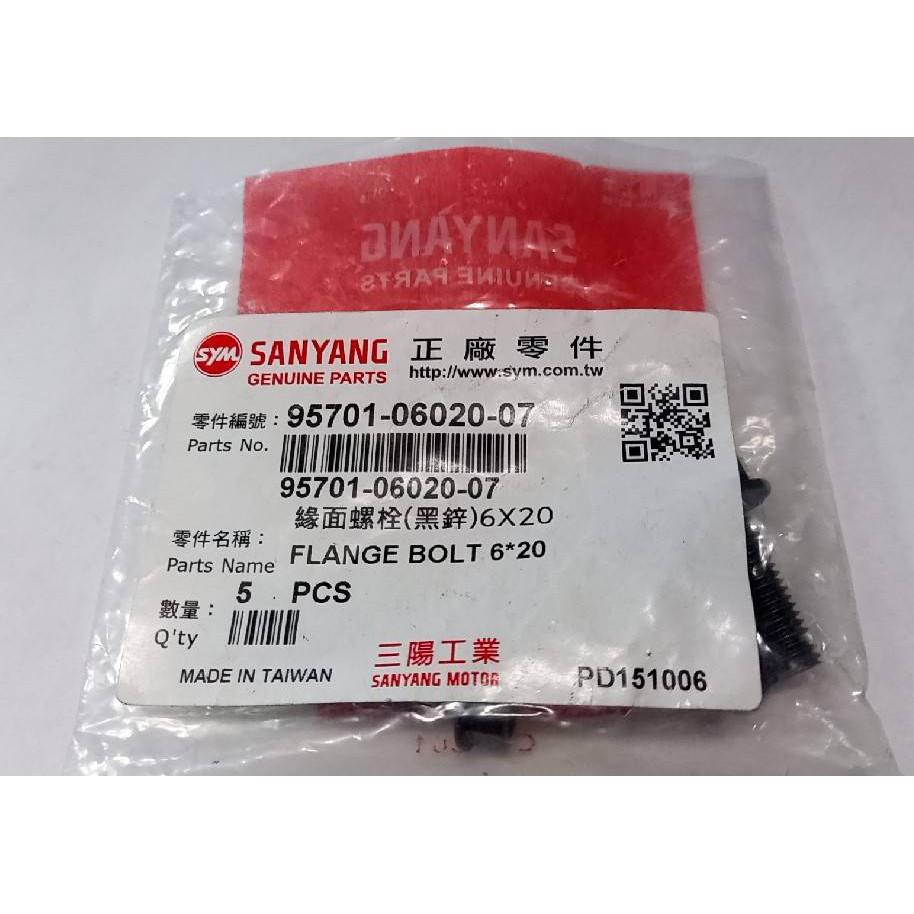 SANYANG
GENUINE PARTS
SYM SANYANG 正廠零件
GENUINE PARTS http://www.sym.com.tw
零件編號：95701-06020-07
Parts No.
95701-06020-07
緣面螺栓(黑鋅)6X20
零件名稱：
Parts Name FLANGE BOLT 6*20
數量： 5 PCS
Q'ty
三陽工業
MADE IN TAIWAN SANYANG MOTOR PD151006